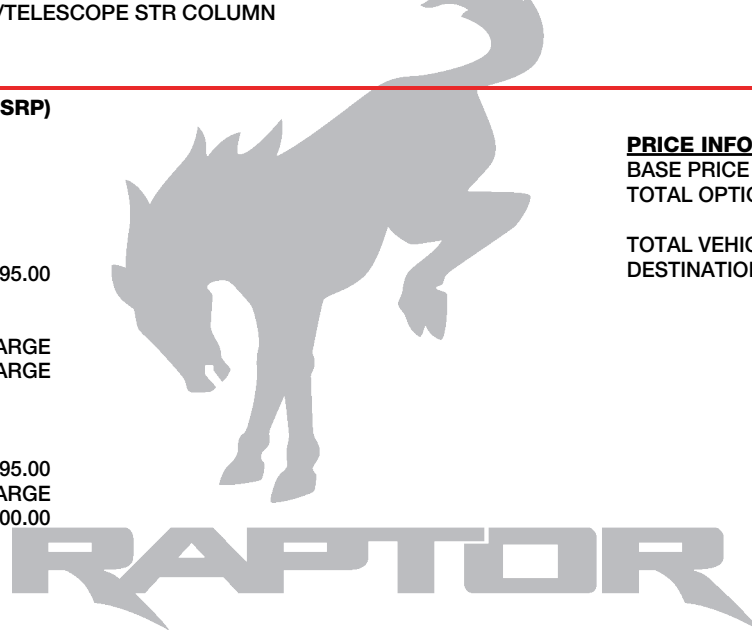 /TELESCOPE STR COLUMN
SRP)
95.00
ARGE
ARGE
95.00
ARGE
00.00
PRICE INFO
BASE PRICE
TOTAL OPTIO
TOTAL VEHIC
DESTINATION
RAPTOR